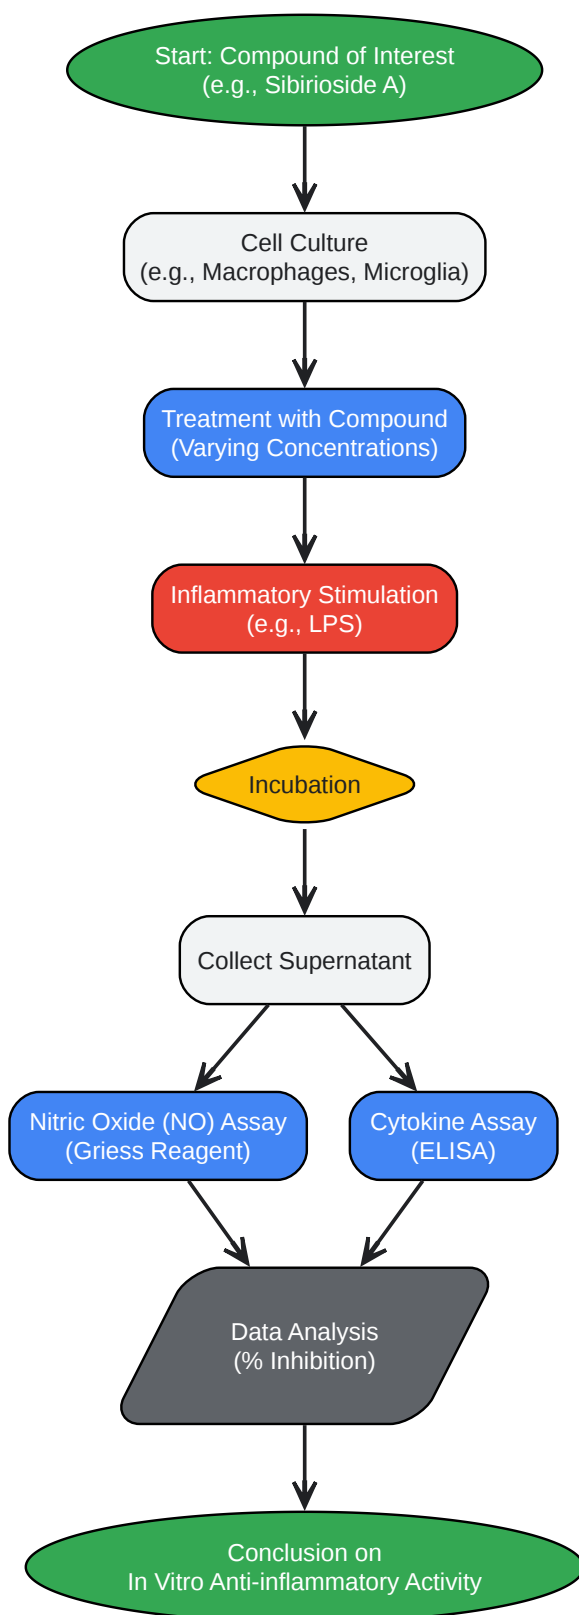 Start: Compound of Interest
(e.g., Sibirioside A)
Cell Culture
(e.g., Macrophages, Microglia)
Treatment with Compound
(Varying Concentrations)
Inflammatory Stimulation
(e.g., LPS)
Incubation
Collect Supernatant
Nitric Oxide (NO) Assay
(Griess Reagent)
Cytokine Assay
(ELISA)
Data Analysis
(% Inhibition)
Conclusion on
In Vitro Anti-inflammatory Activity